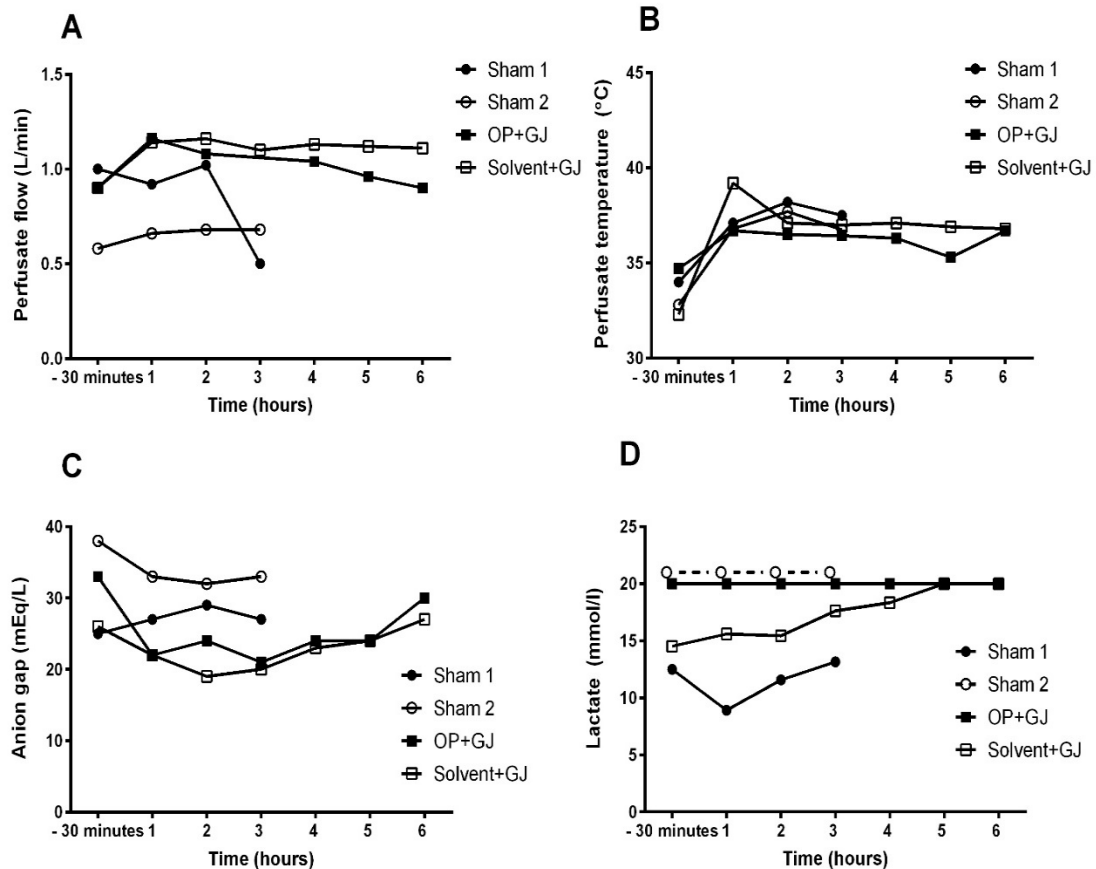 A
Perfusate flow (L/min)
1.5
1.0
0.5
0.0
- 30 minutes 1 2 3 4 5 6
Time (hours)
Sham 1
Sham 2
OP+GJ
Solvent+GJ
B
Perfusate temperature (°C)
45
40
35
30
- 30 minutes 1 2 3 4 5 6
Time (hours)
Sham 1
Sham 2
OP+GJ
Solvent+GJ
C
Anion gap (mEq/L)
40
30
20
10
0
- 30 minutes 1 2 3 4 5 6
Time (hours)
Sham 1
Sham 2
OP+GJ
Solvent+GJ
D
Lactate (mmol/l)
25
20
15
10
5
0
- 30 minutes 1 2 3 4 5 6
Time (hours)
Sham 1
Sham 2
OP+GJ
Solvent+GJ